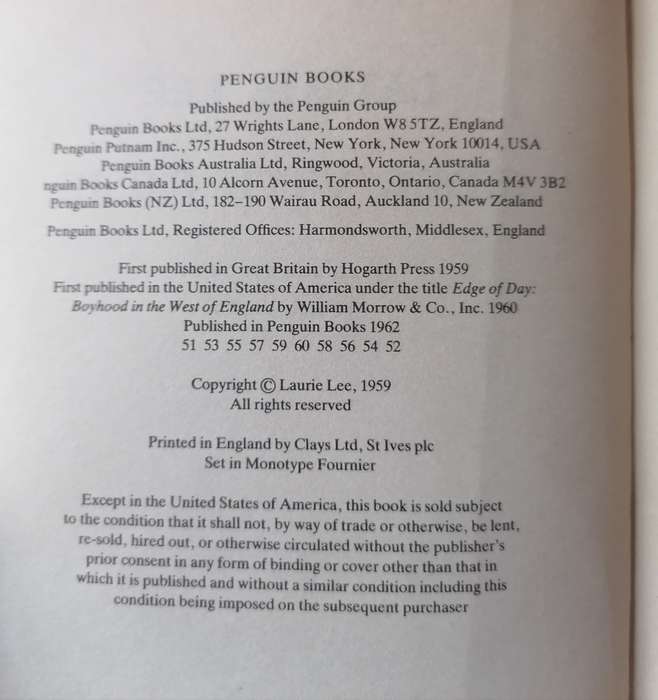 PENGUIN BOOKS
Published by the Penguin Group
Penguin Books Ltd, 27 Wrights Lane, London W8 5TZ, England
Penguin Putnam Inc., 375 Hudson Street, New York, New York 10014, USA
Penguin Books Australia Ltd, Ringwood, Victoria, Australia
nguin Books Canada Ltd, 10 Alcorn Avenue, Toronto, Ontario, Canada M4V 3B2
Penguin Books (NZ) Ltd, 182–190 Wairau Road, Auckland 10, New Zealand
Penguin Books Ltd, Registered Offices: Harmondsworth, Middlesex, England
First published in Great Britain by Hogarth Press 1959
First published in the United States of America under the title Edge of Day:
Boyhood in the West of England by William Morrow & Co., Inc. 1960
Published in Penguin Books 1962
51 53 55 57 59 60 58 56 54 52
Copyright © Laurie Lee, 1959
All rights reserved
Printed in England by Clays Ltd, St Ives plc
Set in Monotype Fournier
Except in the United States of America, this book is sold subject
to the condition that it shall not, by way of trade or otherwise, be lent,
re-sold, hired out, or otherwise circulated without the publisher's
prior consent in any form of binding or cover other than that in
which it is published and without a similar condition including this
condition being imposed on the subsequent purchaser